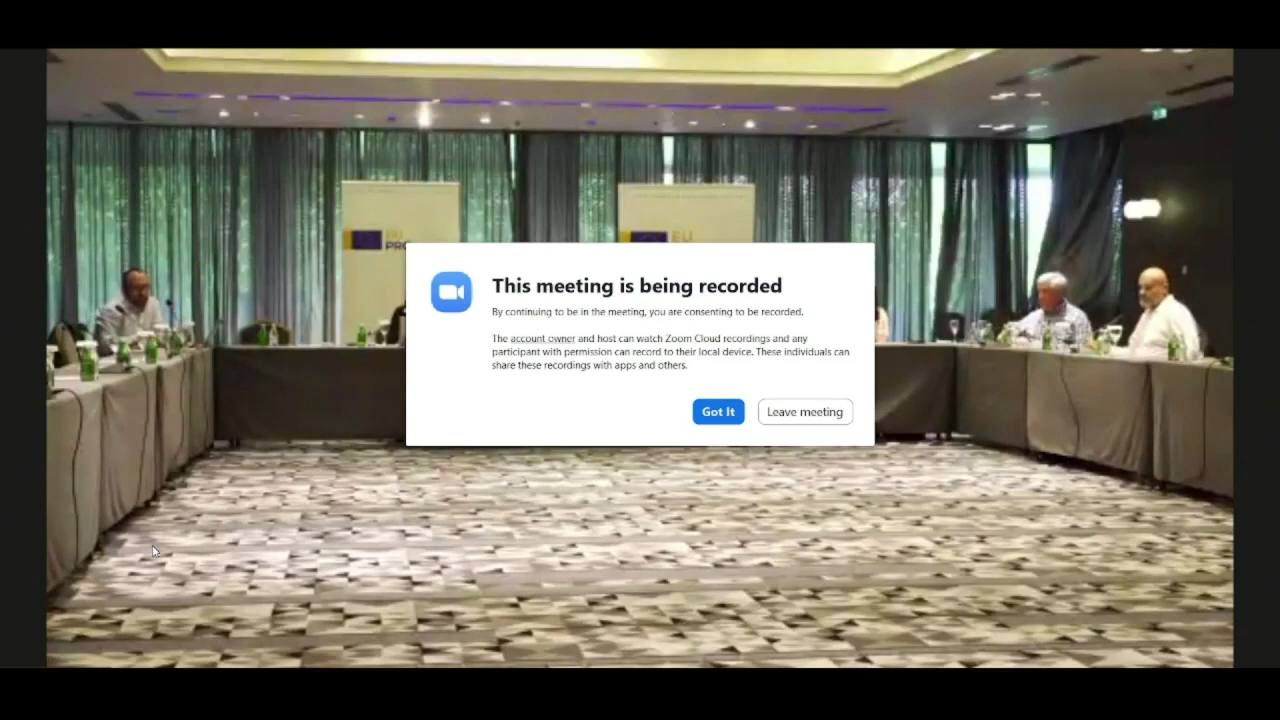 EU
PRO
EU
This meeting is being recorded
By continuing to be in the meeting, you are consenting to be recorded.
The account owner and host can watch Zoom Cloud recordings and any
participant with permission can record to their local device. These individuals can
share these recordings with apps and others.
Got It
Leave meeting